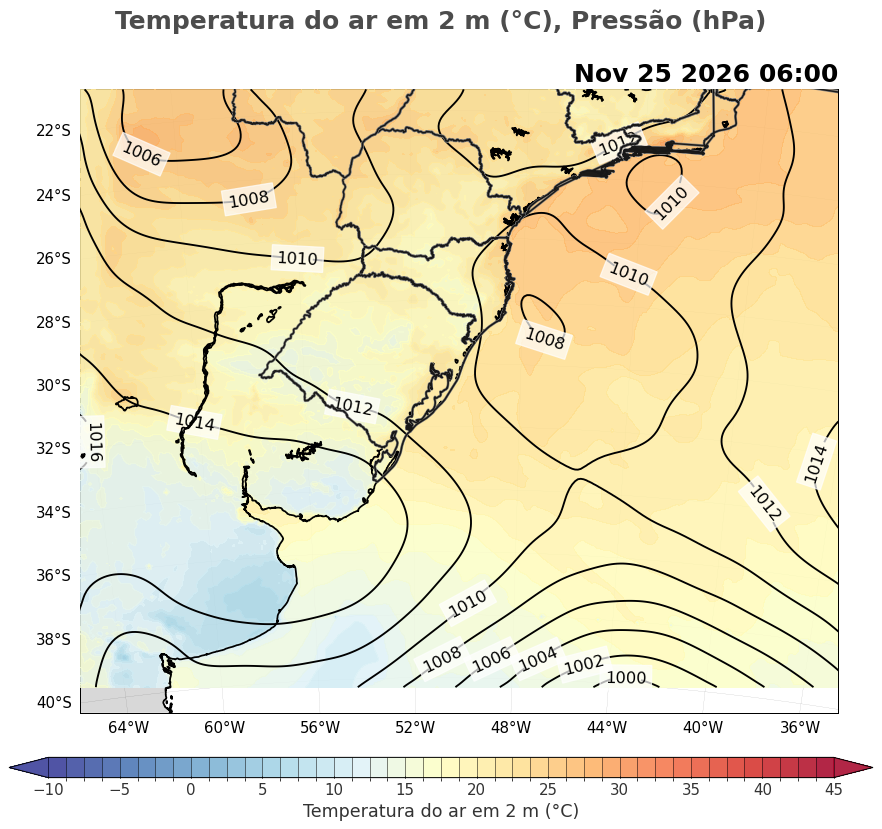 Temperatura do ar em 2 m (°C), Pressão (hPa)
Nov 25 2026 06:00
22°S
24°S
26°S
28°S
30°S
32°S
34°S
36°S
38°S
40°S
1006
1008
1010
1010
1010
1008
1012
1014
1016
1014
1012
1010
1008
1006
1004
1002
1000
64°W
60°W
56°W
52°W
48°W
44°W
40°W
36°W
−10
−5
0
5
10
15
20
25
30
35
40
45
Temperatura do ar em 2 m (°C)